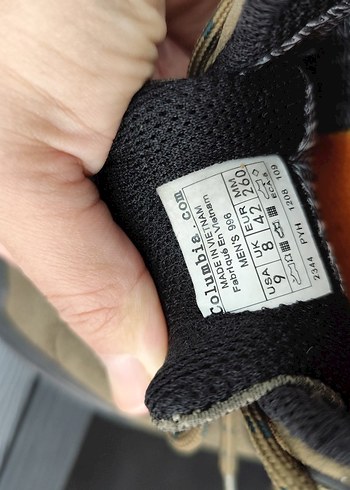 Columbia.com
MADE IN VIETNAM
Fabriqué En Vietnam
MEN'S 998
USA UK EUR MM
9 8 42 260
2344 PYH 1208 109